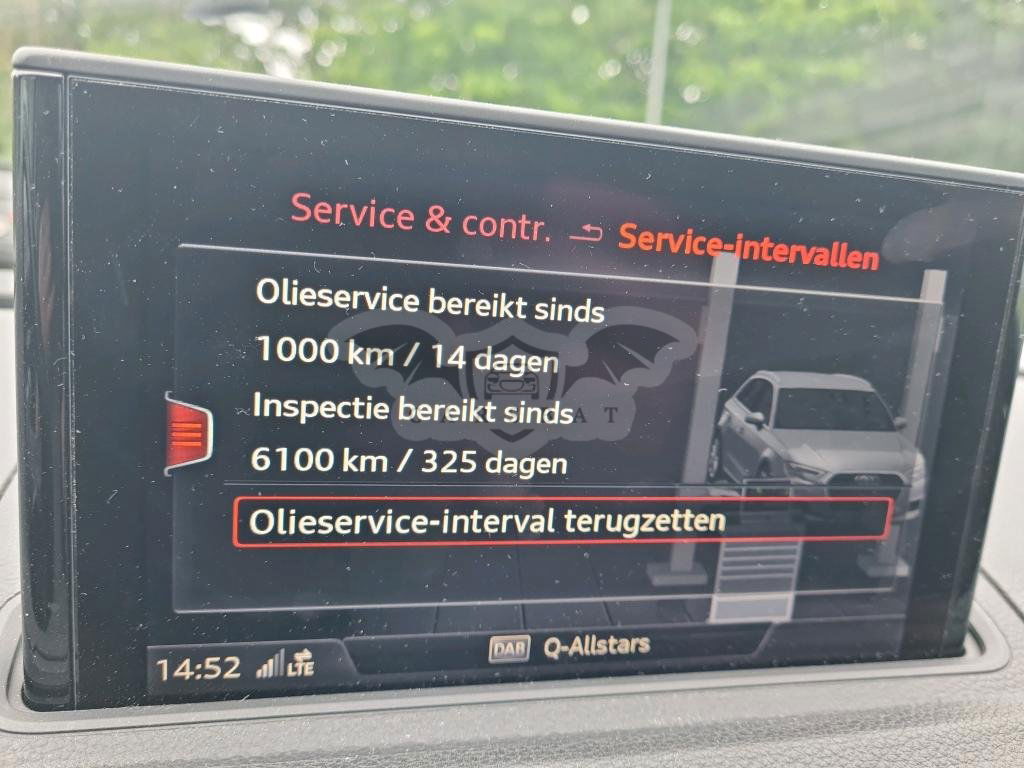 Service & contr. Service-intervallen
Olieservice bereikt sinds
1000 km / 14 dagen
Inspectie bereikt sinds
6100 km / 325 dagen
Olieservice-interval terugzetten
14:52 LTE
DAB Q-Allstars